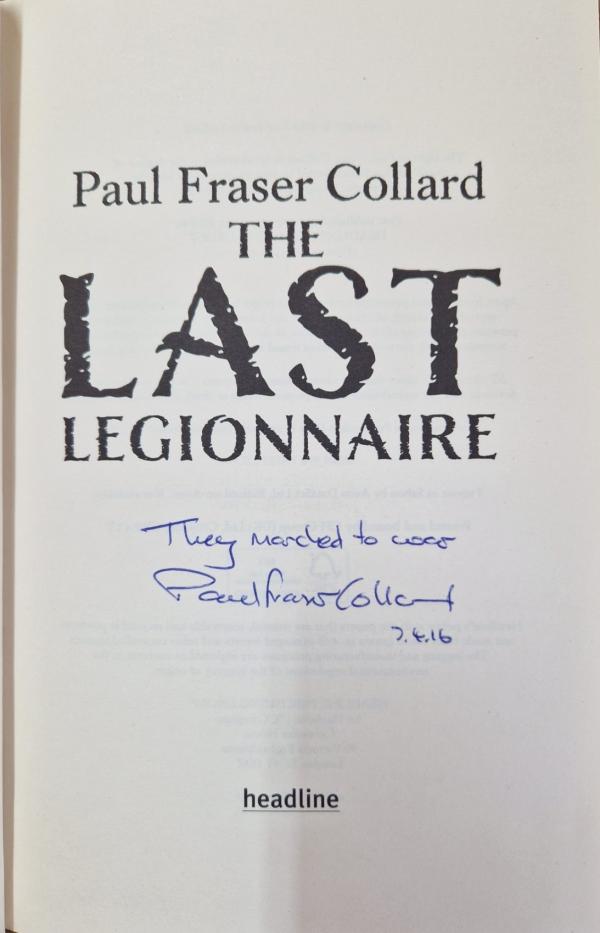 Paul Fraser Collard
THE
LAST
LEGIONNAIRE
They marched to war
Paul Fraser Collard
7.4.16
headline